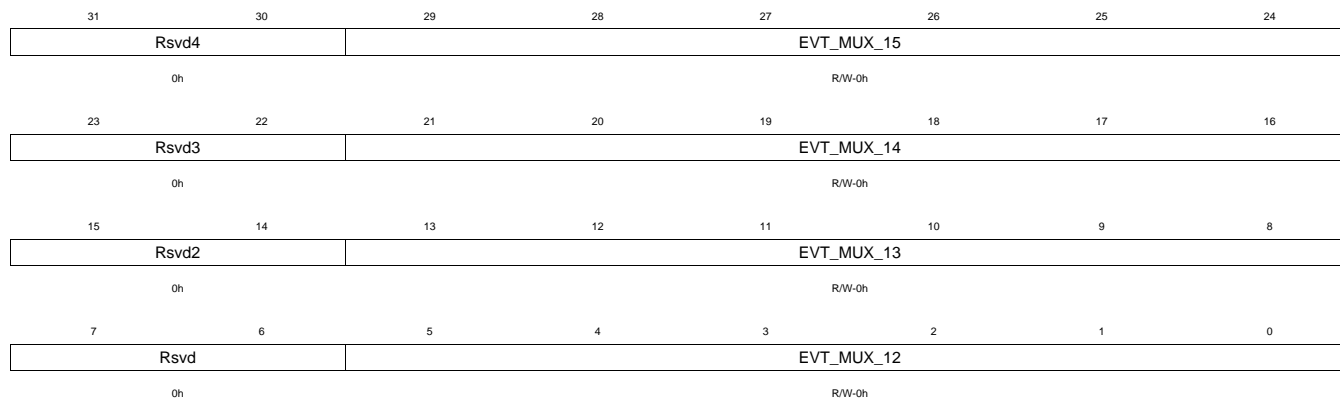 31 30 29 28 27 26 25 24
Rsvd4 EVT_MUX_15
0h R/W-0h
23 22 21 20 19 18 17 16
Rsvd3 EVT_MUX_14
0h R/W-0h
15 14 13 12 11 10 9 8
Rsvd2 EVT_MUX_13
0h R/W-0h
7 6 5 4 3 2 1 0
Rsvd EVT_MUX_12
0h R/W-0h